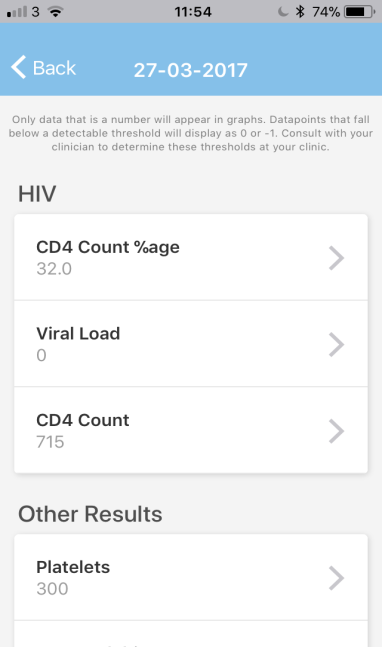 3 11:54 74%
Back 27-03-2017
Only data that is a number will appear in graphs. Datapoints that fall
below a detectable threshold will display as 0 or -1. Consult with your
clinician to determine these thresholds at your clinic.
HIV
CD4 Count %age
32.0
Viral Load
0
CD4 Count
715
Other Results
Platelets
300